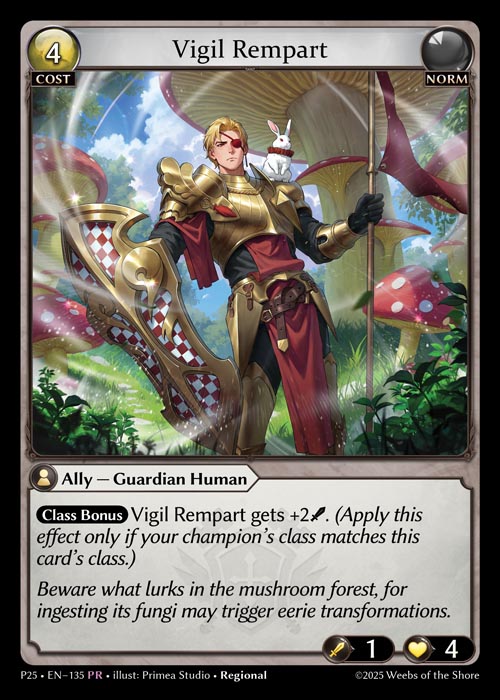 4
Vigil Rempart
COST
NORM
Ally — Guardian Human
Class Bonus Vigil Rempart gets +2. (Apply this
effect only if your champion's class matches this
card's class.)
Beware what lurks in the mushroom forest, for
ingesting its fungi may trigger eerie transformations.
1
4
P25 • EN-135 PR • illust: Primea Studio • Regional
©2025 Weebs of the Shore